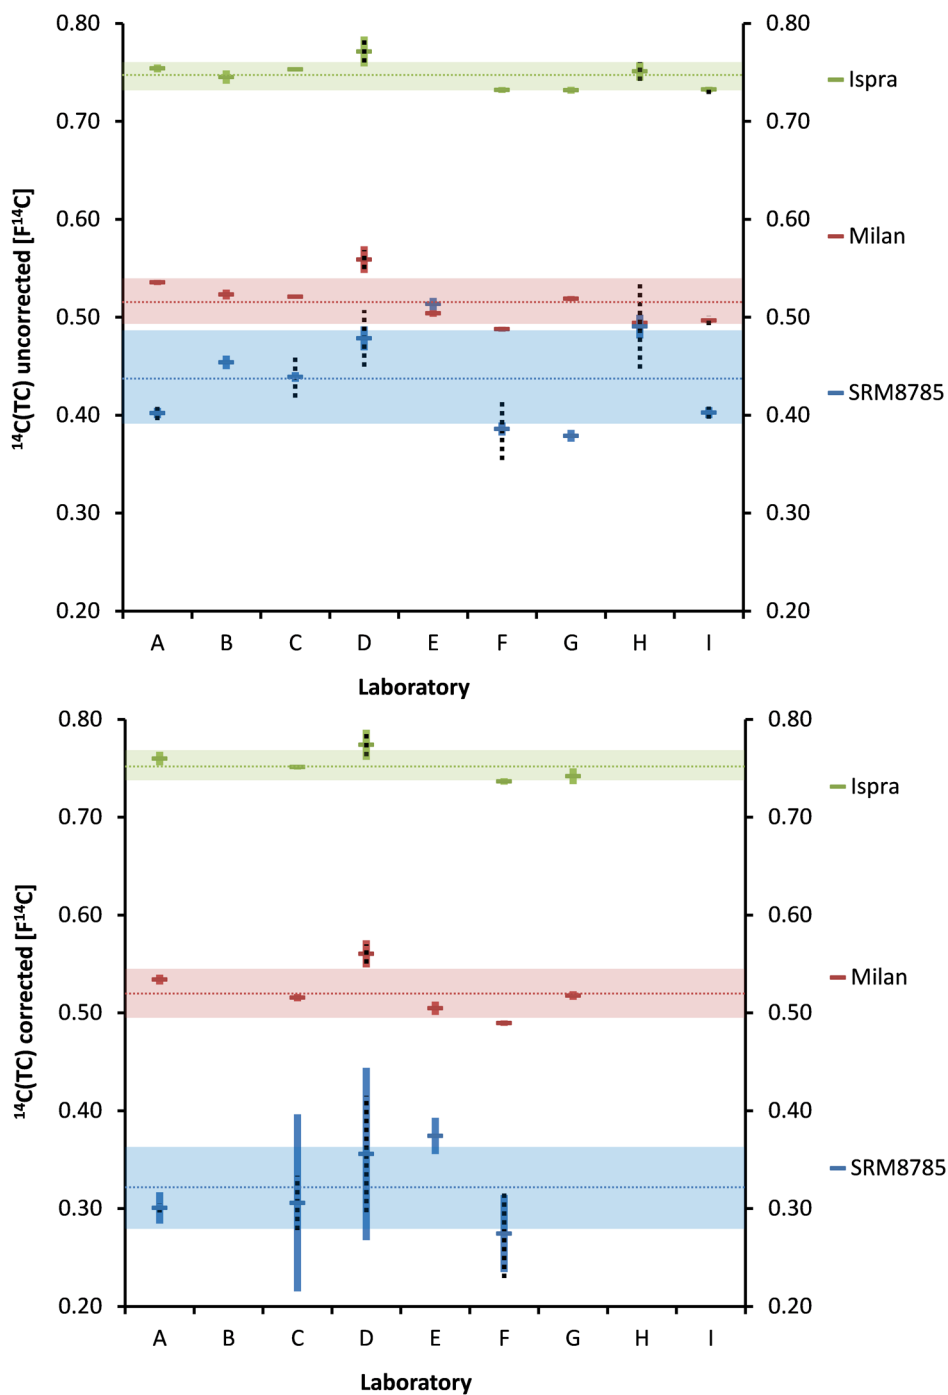 0.80 0.80
Ispra
0.70 0.70
0.60 0.60
Milan
0.50 0.50
SRM8785
0.40 0.40
0.30 0.30
0.20 0.20
¹⁴C(TC) uncorrected [F¹⁴C]
A B C D E F G H I
Laboratory
0.80 0.80
Ispra
0.70 0.70
0.60 0.60
Milan
0.50 0.50
0.40 0.40
SRM8785
0.30 0.30
0.20 0.20
¹⁴C(TC) corrected [F¹⁴C]
A B C D E F G H I
Laboratory